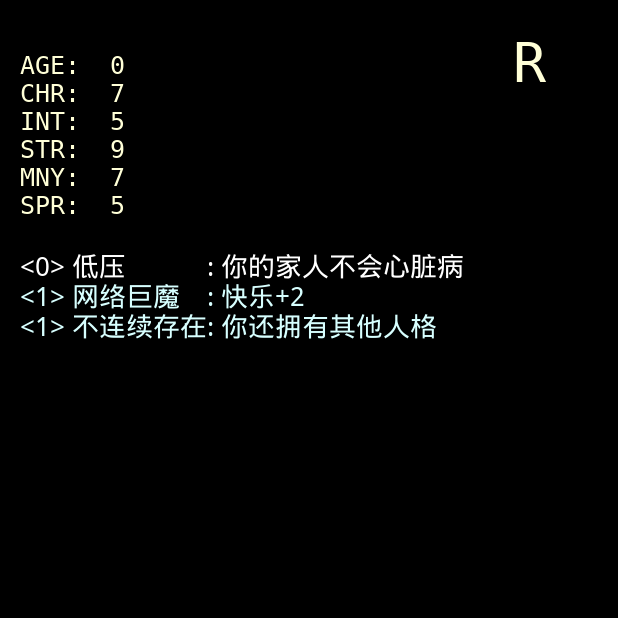 R
AGE: 0
CHR: 7
INT: 5
STR: 9
MNY: 7
SPR: 5
<0> 低压 : 你的家人不会心脏病
<1> 网络巨魔 : 快乐+2
<1> 不连续存在: 你还拥有其他人格